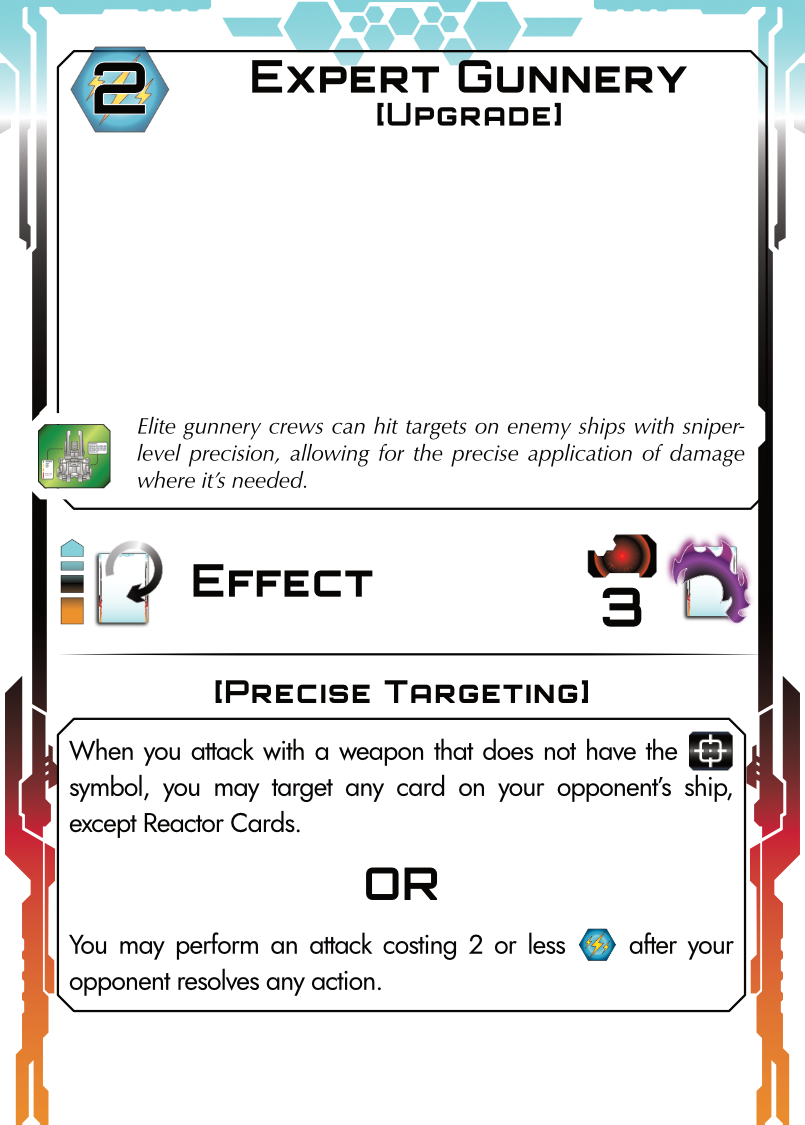 2
Expert Gunnery
[Upgrade]
Elite gunnery crews can hit targets on enemy ships with sniper-
level precision, allowing for the precise application of damage
where it's needed.
Effect
3
[Precise Targeting]
When you attack with a weapon that does not have the
symbol, you may target any card on your opponent's ship,
except Reactor Cards.
OR
You may perform an attack costing 2 or less after your
opponent resolves any action.